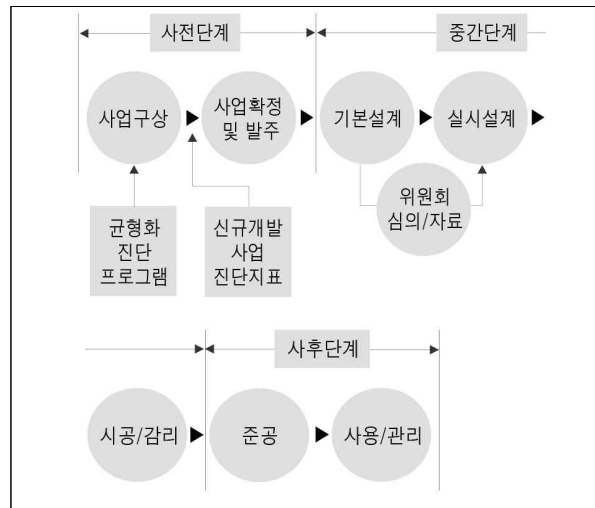 사전단계
중간단계
사업구상
사업확정
및 발주
기본설계
실시설계
위원회
심의/자료
균형화
진단
프로그램
신규개발
사업
진단지표
사후단계
시공/감리
준공
사용/관리